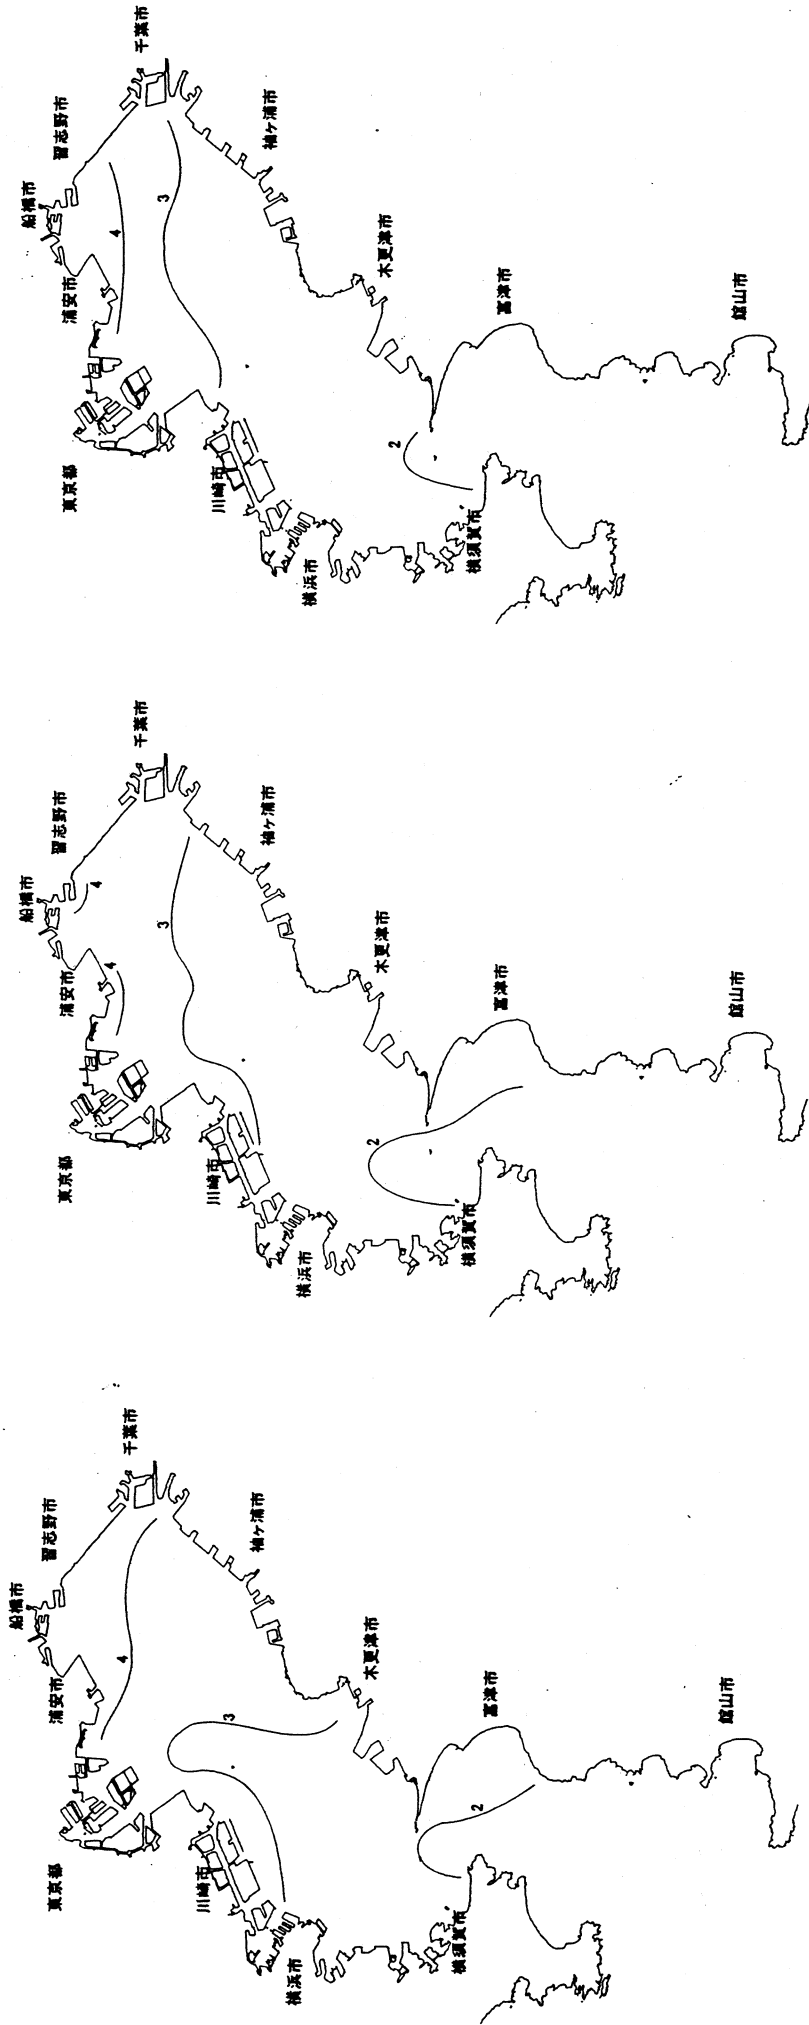 千葉市
習志野市
船橋市
浦安市
東京都
袖ヶ浦市
木更津市
富津市
館山市
川崎市
横浜市
横須賀市
4
3
2
千葉市
習志野市
船橋市
浦安市
東京都
袖ヶ浦市
木更津市
富津市
館山市
川崎市
横浜市
横須賀市
4
4
3
2
千葉市
習志野市
船橋市
浦安市
東京都
袖ヶ浦市
木更津市
富津市
館山市
川崎市
横浜市
横須賀市
4
3
2